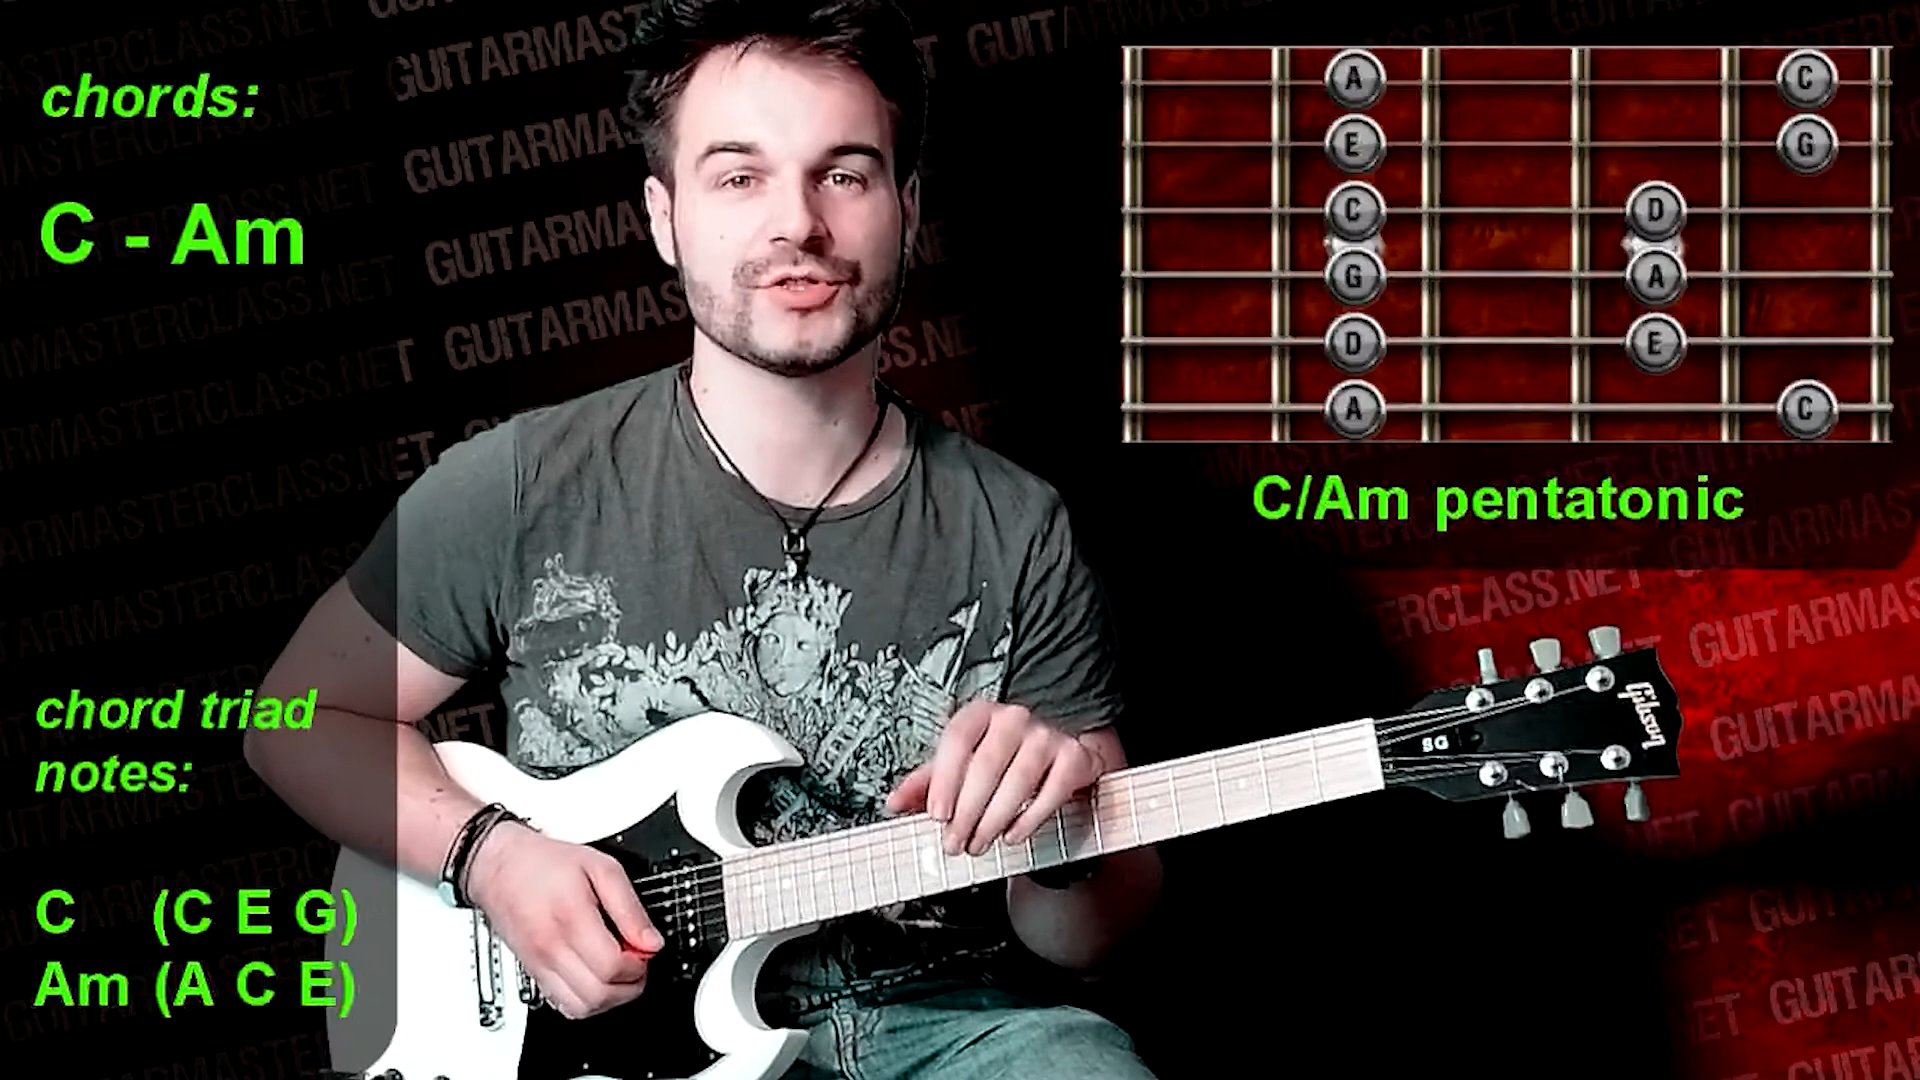 chords:
C - Am
chord triad
notes:
C (C E G)
Am (A C E)
A C
E G
C D
G A
D E
A C
C/Am pentatonic
GUITARMASTERCLASS.NET
Gibson
SG